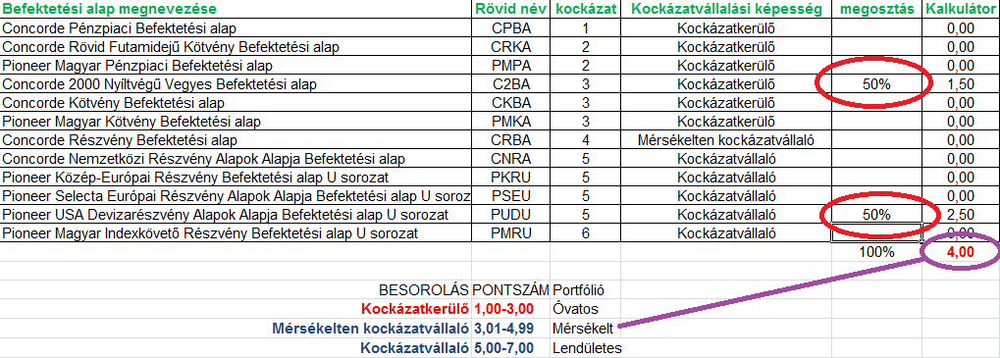 Befektetési alap megnevezése Rövid név kockázat Kockázatvállalási képesség megosztás Kalkulátor
Concorde Pénzpiaci Befektetési alap CPBA 1 Kockázatkerülő 0,00
Concorde Rövid Futamidejű Kötvény Befektetési alap CRKA 2 Kockázatkerülő 0,00
Pioneer Magyar Pénzpiaci Befektetési alap PMPA 2 Kockázatkerülő 0,00
Concorde 2000 Nyíltvégű Vegyes Befektetési alap C2BA 3 Kockázatkerülő 50% 1,50
Concorde Kötvény Befektetési alap CKBA 3 Kockázatkerülő 0,00
Pioneer Magyar Kötvény Befektetési alap PMKA 3 Kockázatkerülő 0,00
Concorde Részvény Befektetési alap CRBA 4 Mérsékelten kockázatvállaló 0,00
Concorde Nemzetközi Részvény Alapok Alapja Befektetési alap CNRA 5 Kockázatvállaló 0,00
Pioneer Közép-Európai Részvény Befektetési alap U sorozat PKRU 5 Kockázatvállaló 0,00
Pioneer Selecta Európai Részvény Alapok Alapja Befektetési alap U soroz PSEU 5 Kockázatvállaló 0,00
Pioneer USA Devizarészvény Alapok Alapja Befektetési alap U sorozat PUDU 5 Kockázatvállaló 50% 2,50
Pioneer Magyar Indexkövető Részvény Befektetési alap U sorozat PMRU 6 Kockázatvállaló 0,00
100% 4,00
BESOROLÁS PONTSZÁM Portfólió
Kockázatkerülő 1,00-3,00 Óvatos
Mérsékelten kockázatvállaló 3,01-4,99 Mérsékelt
Kockázatvállaló 5,00-7,00 Lendületes